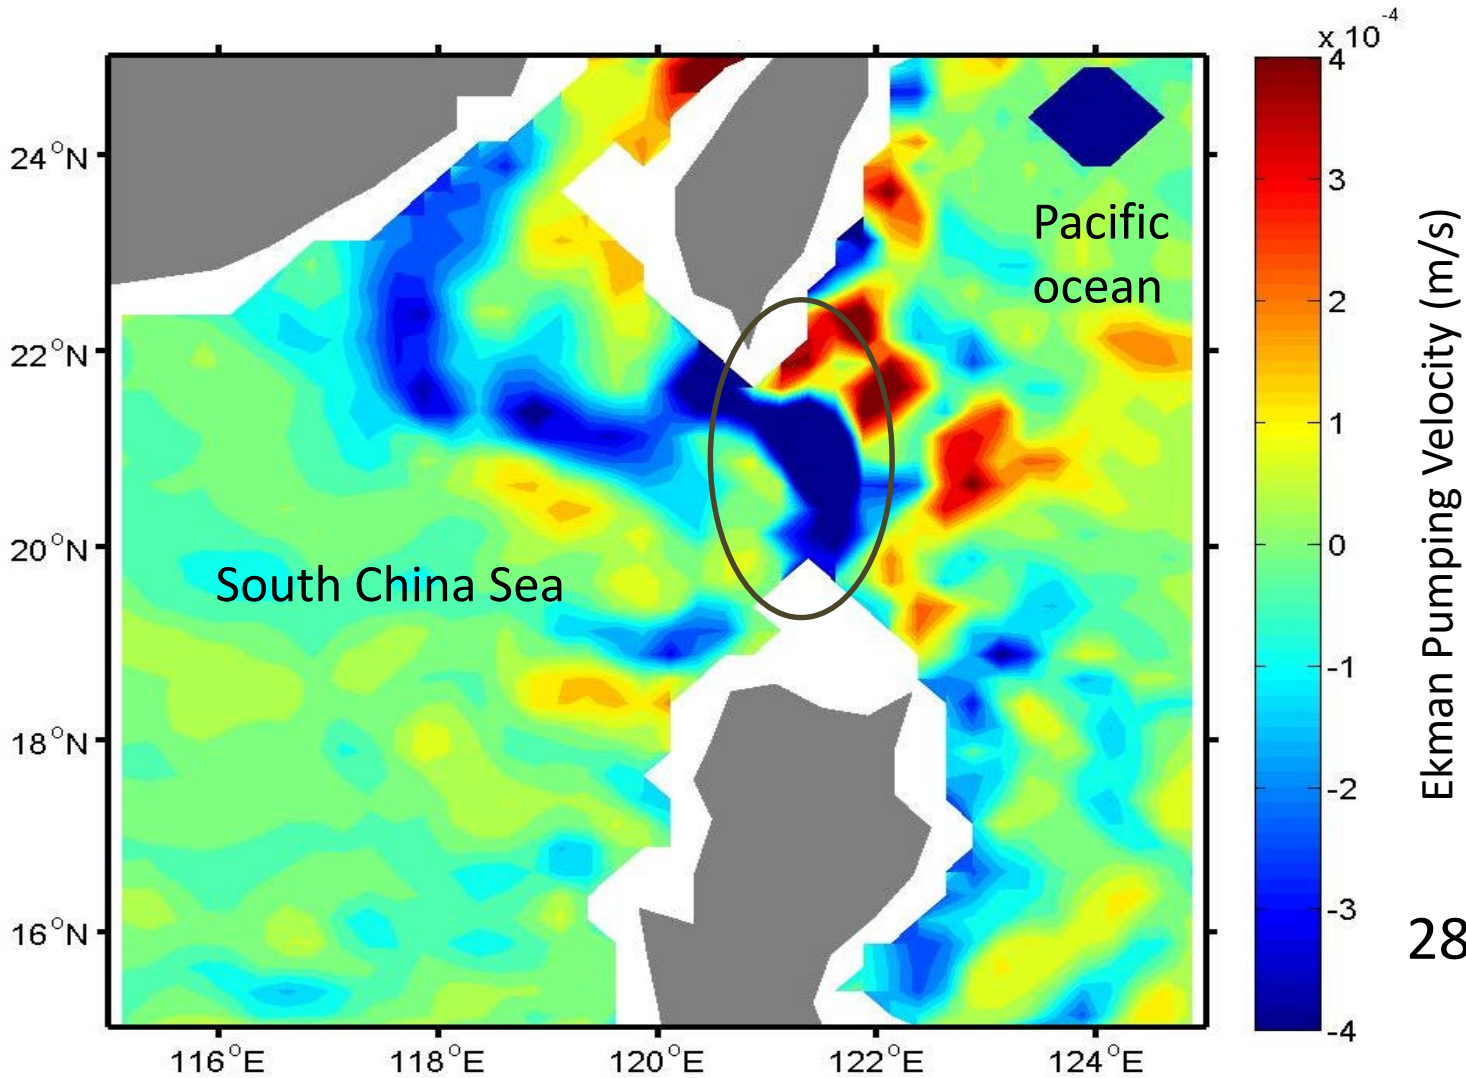 x 10⁻⁴
4
3
2
1
0
-1
-2
-3
-4
Ekman Pumping Velocity (m/s)
24°N
22°N
20°N
18°N
16°N
116°E
118°E
120°E
122°E
124°E
Pacific
ocean
South China Sea
28